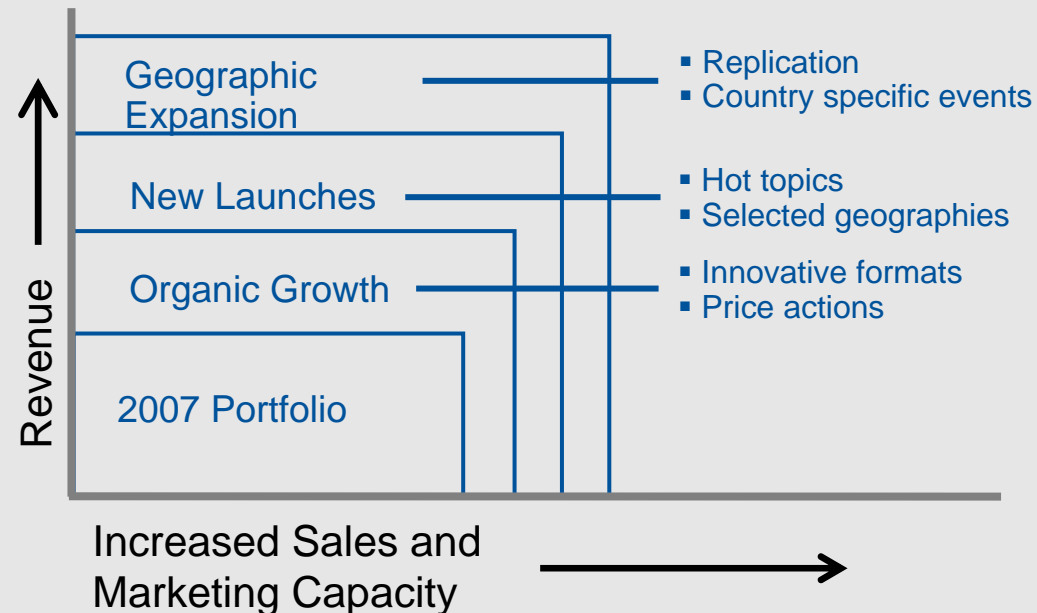 Geographic
Expansion
▪ Replication
▪ Country specific events
New Launches
▪ Hot topics
▪ Selected geographies
Organic Growth
▪ Innovative formats
▪ Price actions
2007 Portfolio
Revenue
Increased Sales and
Marketing Capacity